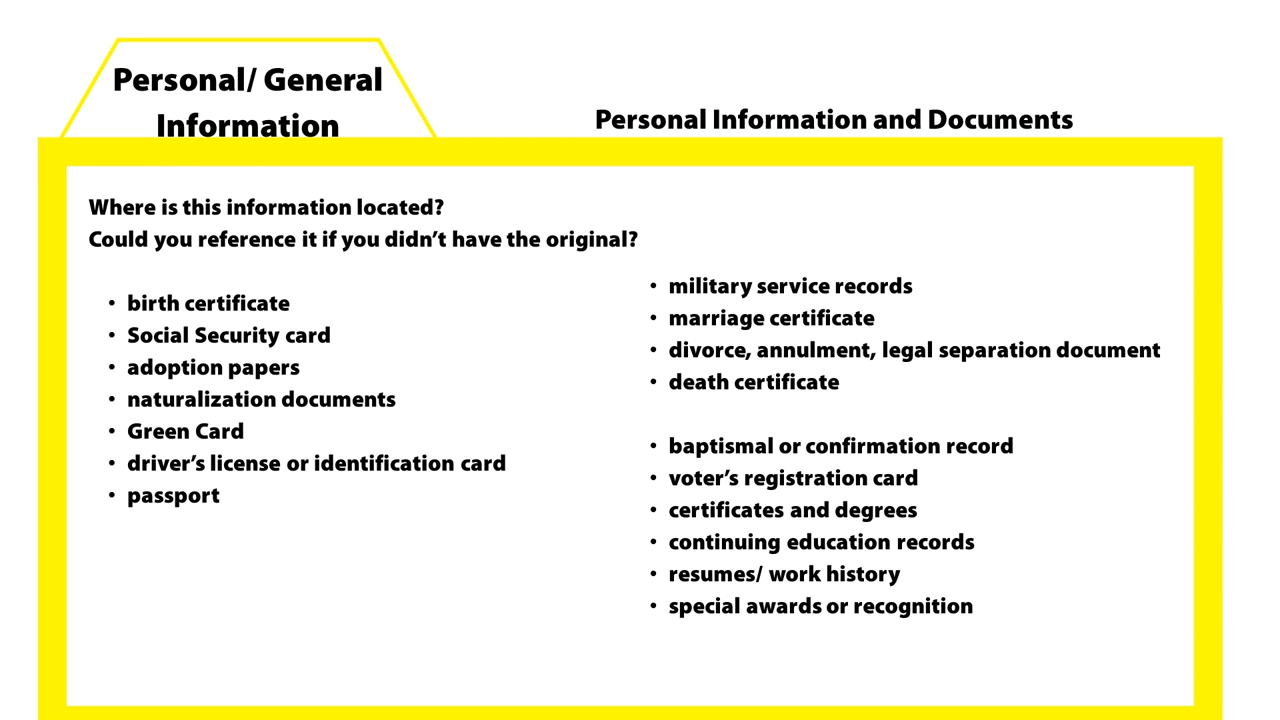 Personal/ General
Information
Personal Information and Documents
Where is this information located?
Could you reference it if you didn’t have the original?
• birth certificate
• Social Security card
• adoption papers
• naturalization documents
• Green Card
• driver’s license or identification card
• passport
• military service records
• marriage certificate
• divorce, annulment, legal separation document
• death certificate
• baptismal or confirmation record
• voter’s registration card
• certificates and degrees
• continuing education records
• resumes/ work history
• special awards or recognition